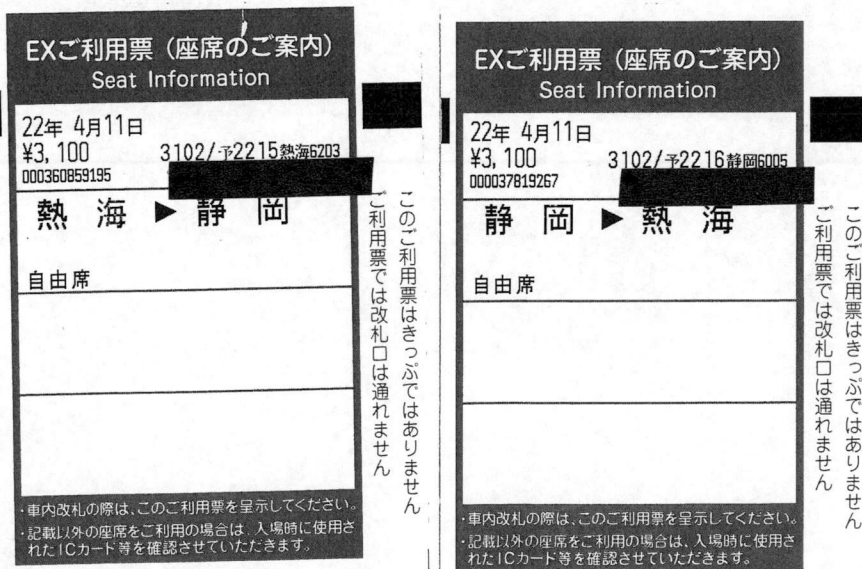 EXご利用票（座席のご案内）
Seat Information
22年 4月11日
¥3,100 3102/予2215熱海6203
000360859195
熱 海 ▶ 静 岡
自由席
・車内改札の際は、このご利用票を呈示してください。
・記載以外の座席をご利用の場合は、入場時に使用さ
れたICカード等を確認させていただきます。
このご利用票はきっぷではありません
ご利用票では改札口は通れません
EXご利用票（座席のご案内）
Seat Information
22年 4月11日
¥3,100 3102/予2216静岡6005
000037819267
静 岡 ▶ 熱 海
自由席
・車内改札の際は、このご利用票を呈示してください。
・記載以外の座席をご利用の場合は、入場時に使用さ
れたICカード等を確認させていただきます。
このご利用票はきっぷではありません
ご利用票では改札口は通れません